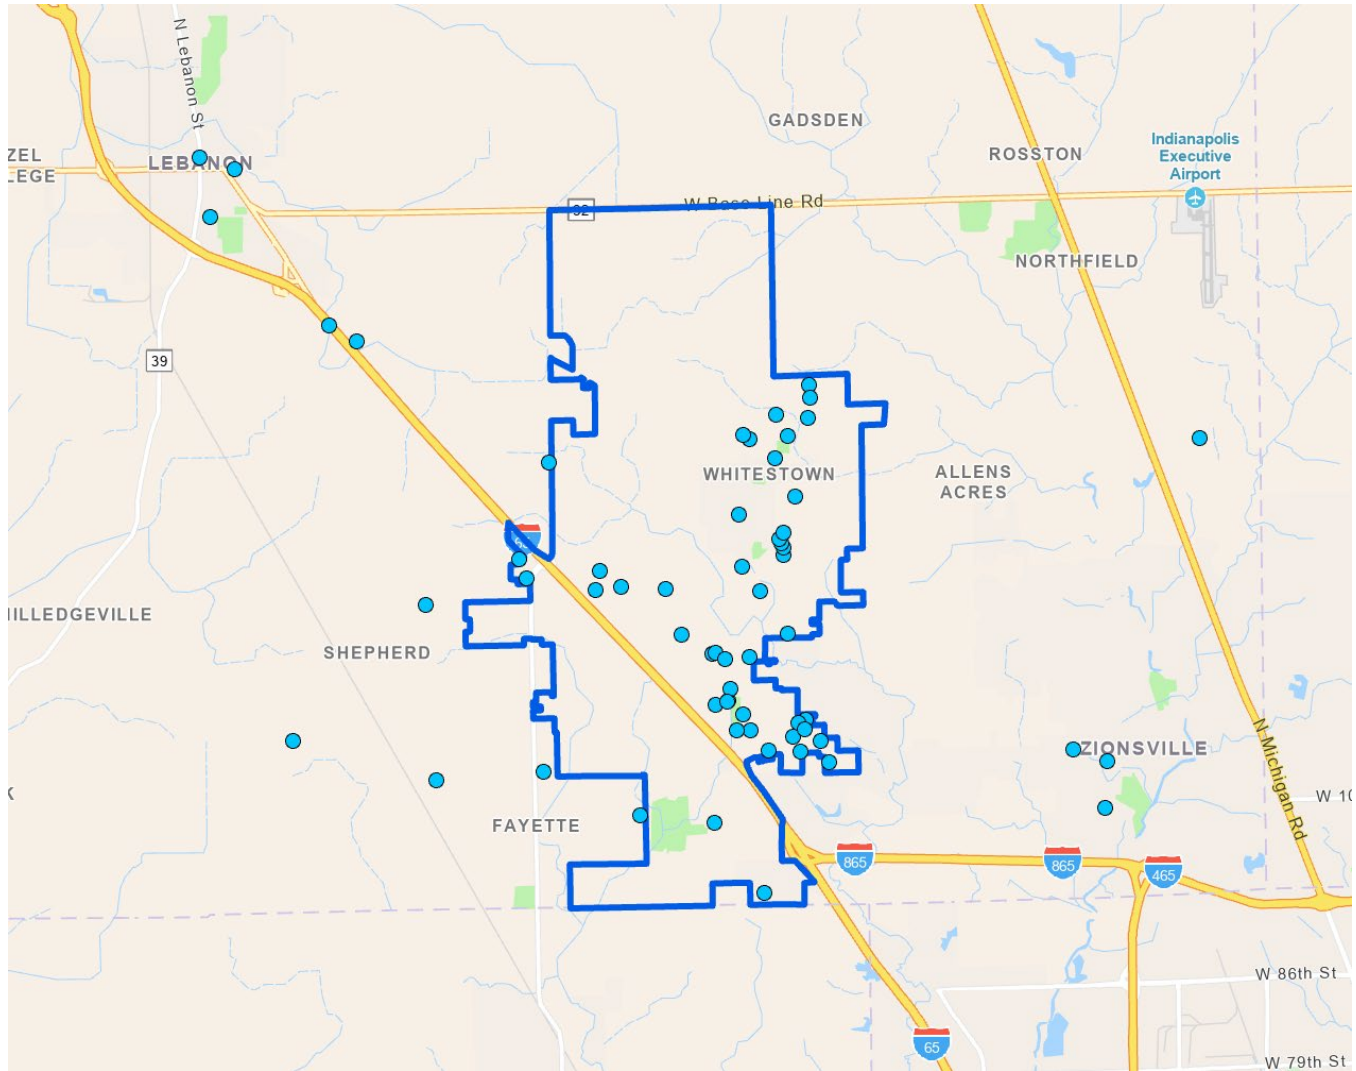 N Lebanon St
GADSDEN
Indianapolis
Executive
Airport
ROSSTON
ZEL
LEGE
LEBANON
W Base Line Rd
32
NORTHFIELD
39
WHITESTOWN
ALLENS
ACRES
ILLEDGEVILLE
SHEPHERD
ZIONSVILLE
N Michigan Rd
K
W 10
FAYETTE
865
865
465
W 86th St
65
W 79th St